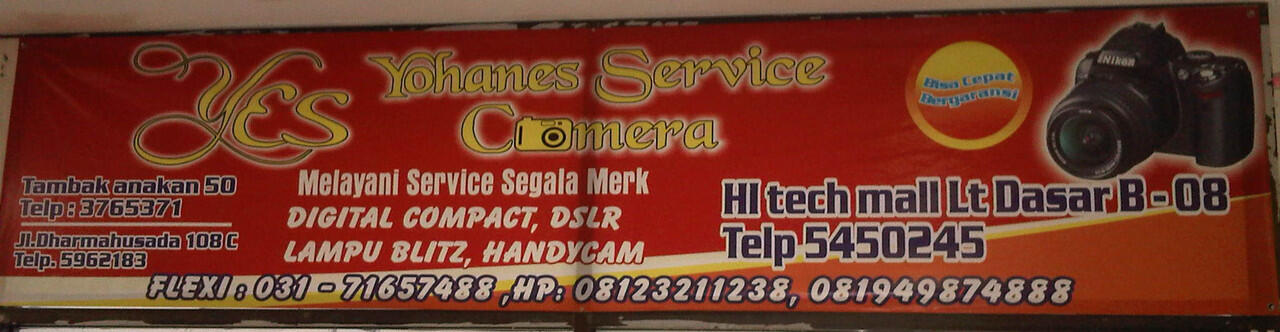 YES
Yohanes Service
Camera
Bisa Cepat
Bergaransi
Nikon
Tambak anakan 50
Telp : 3765371
Jl.Dharmahusada 108 C
Telp. 5962183
Melayani Service Segala Merk
DIGITAL COMPACT, DSLR
LAMPU BLITZ, HANDYCAM
HI tech mall Lt Dasar B - 08
Telp 5450245
FLEXI : 031 - 71657488 ,HP: 08123211238, 081949874888